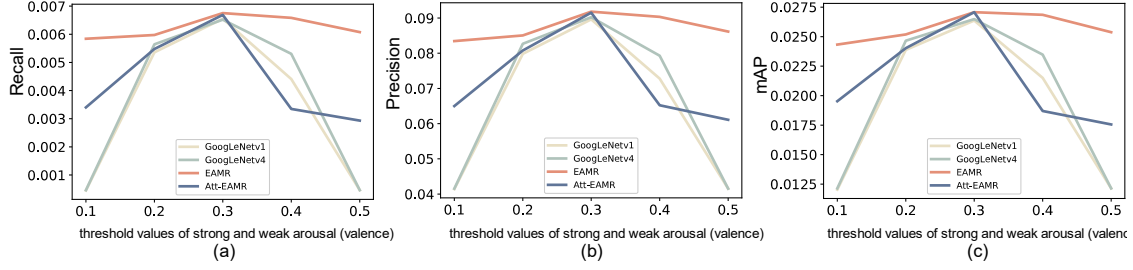 0.007
0.006
0.005
0.004
0.003
0.002
0.001
Recall
GoogLeNetv1
GoogLeNetv4
EAMR
Att-EAMR
0.1 0.2 0.3 0.4 0.5
threshold values of strong and weak arousal (valence)
(a)
0.09
0.08
0.07
0.06
0.05
0.04
Precision
GoogLeNetv1
GoogLeNetv4
EAMR
Att-EAMR
0.1 0.2 0.3 0.4 0.5
threshold values of strong and weak arousal (valence)
(b)
0.0275
0.0250
0.0225
0.0200
0.0175
0.0150
0.0125
mAP
GoogLeNetv1
GoogLeNetv4
EAMR
Att-EAMR
0.1 0.2 0.3 0.4 0.5
threshold values of strong and weak arousal (valenc
(c)